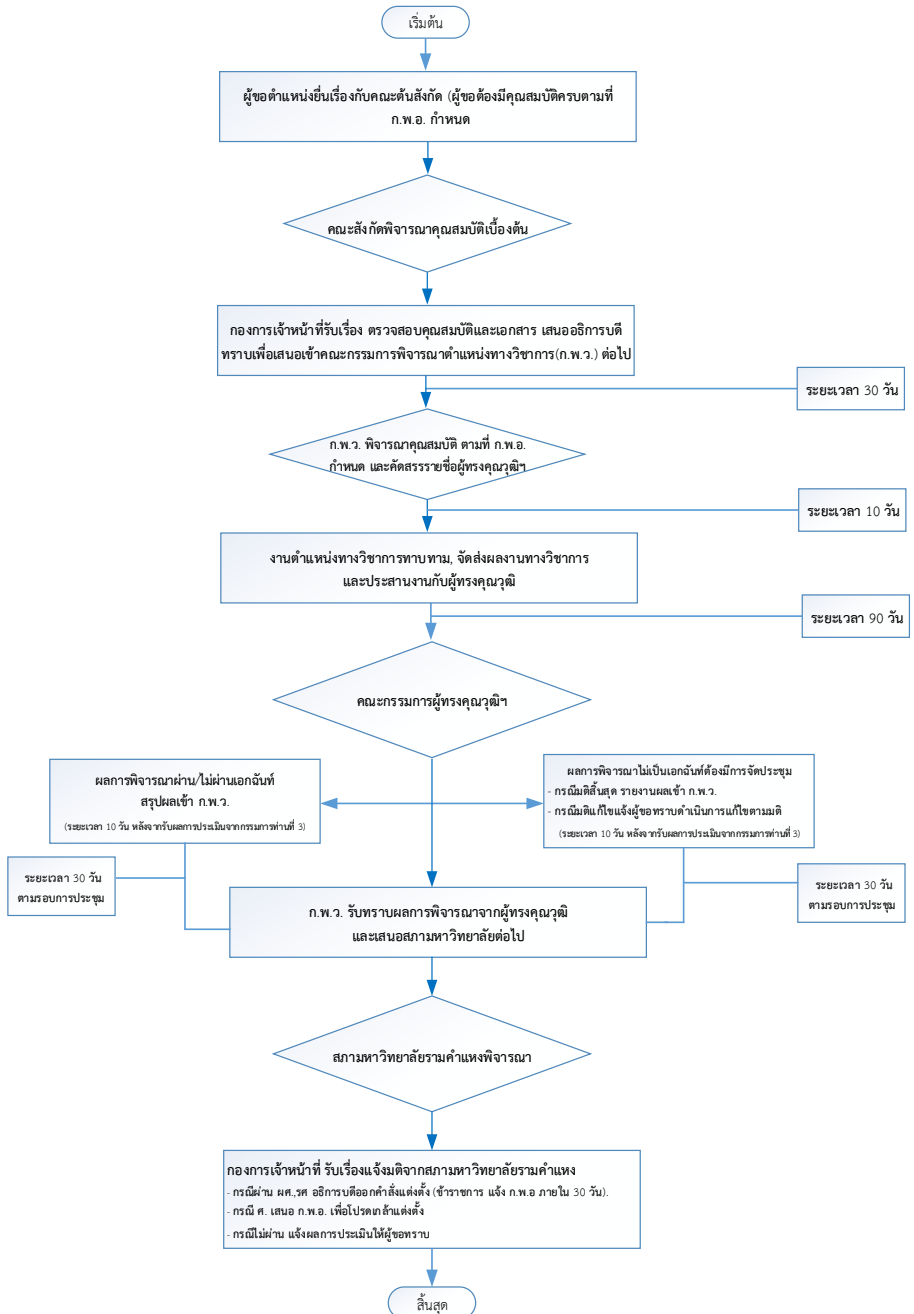 เริ่มต้น
ผู้ขอตำแหน่งยื่นเรื่องกับคณะต้นสังกัด (ผู้ขอต้องมีคุณสมบัติครบตามที่
ก.พ.อ. กำหนด
คณะสังกัดพิจารณาคุณสมบัติเบื้องต้น
กองการเจ้าหน้าที่รับเรื่อง ตรวจสอบคุณสมบัติและเอกสาร เสนออธิการบดี
ทราบเพื่อเสนอเข้าคณะกรรมการพิจารณาตำแหน่งทางวิชาการ(ก.พ.ว.) ต่อไป
ระยะเวลา 30 วัน
ก.พ.ว. พิจารณาคุณสมบัติ ตามที่ ก.พ.อ.
กำหนด และคัดสรรรายชื่อผู้ทรงคุณวุฒิฯ
ระยะเวลา 10 วัน
งานตำแหน่งทางวิชาการทาบทาม, จัดส่งผลงานทางวิชาการ
และประสานงานกับผู้ทรงคุณวุฒิ
ระยะเวลา 90 วัน
คณะกรรมการผู้ทรงคุณวุฒิฯ
ผลการพิจารณาผ่าน/ไม่ผ่านเอกฉันท์
สรุปผลเข้า ก.พ.ว.
(ระยะเวลา 10 วัน หลังจากรับผลการประเมินจากกรรมการท่านที่ 3)
ผลการพิจารณาไม่เป็นเอกฉันท์ต้องมีการจัดประชุม
- กรณีมติสิ้นสุด รายงานผลเข้า ก.พ.ว.
- กรณีมติแก้ไขแจ้งผู้ขอทราบดำเนินการแก้ไขตามมติ
(ระยะเวลา 10 วัน หลังจากรับผลการประเมินจากกรรมการท่านที่ 3)
ระยะเวลา 30 วัน
ตามรอบการประชุม
ระยะเวลา 30 วัน
ตามรอบการประชุม
ก.พ.ว. รับทราบผลการพิจารณาจากผู้ทรงคุณวุฒิ
และเสนอสภามหาวิทยาลัยต่อไป
สภามหาวิทยาลัยรามคำแหงพิจารณา
กองการเจ้าหน้าที่ รับเรื่องแจ้งมติจากสภามหาวิทยาลัยรามคำแหง
- กรณีผ่าน ผศ.,รศ อธิการบดีออกคำสั่งแต่งตั้ง (ข้าราชการ แจ้ง ก.พ.อ ภายใน 30 วัน).
- กรณี ศ. เสนอ ก.พ.อ. เพื่อโปรดเกล้าแต่งตั้ง
- กรณีไม่ผ่าน แจ้งผลการประเมินให้ผู้ขอทราบ
สิ้นสุด